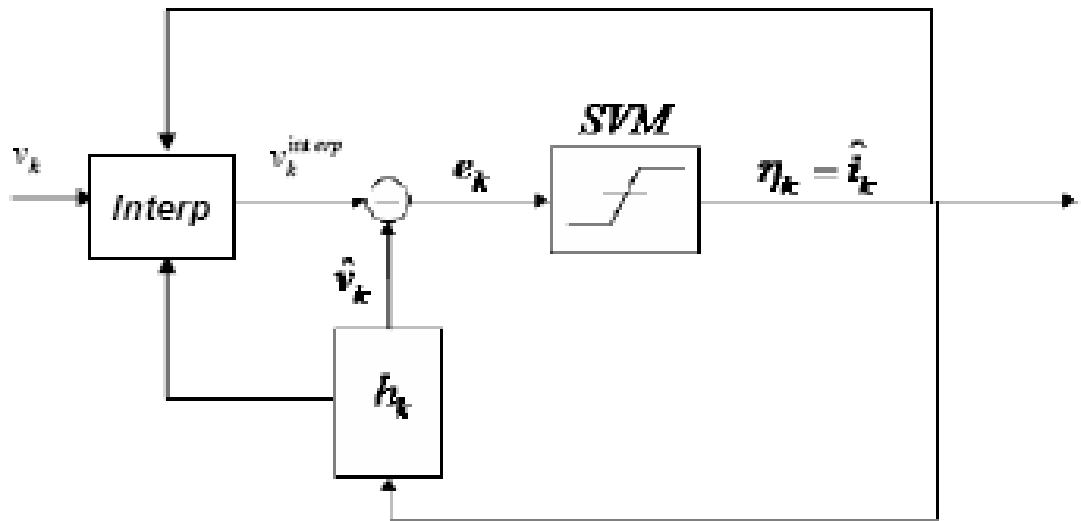 SVM
v_k
v_k^interp
e_k
η_k = î_k
Interp
v̂_k
h_k